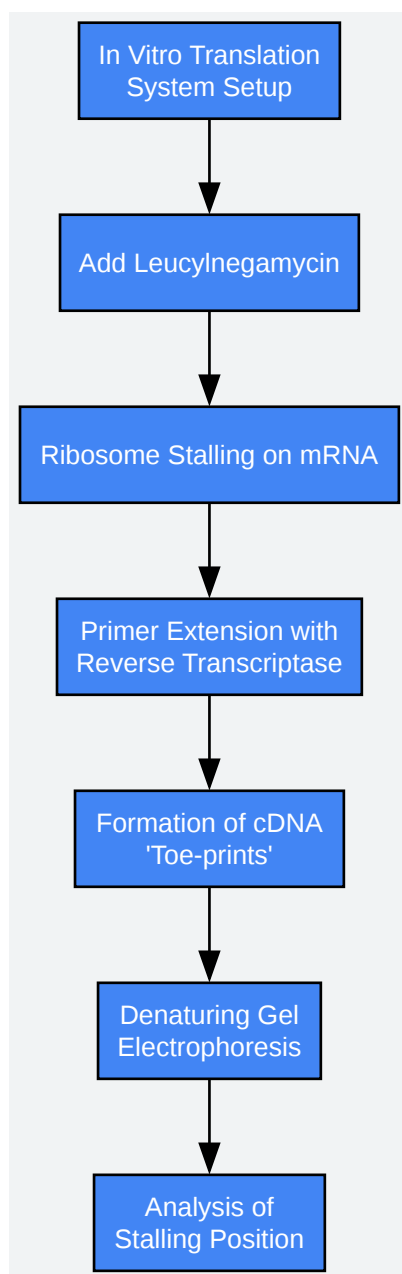 In Vitro Translation
System Setup
Add Leucylnegamycin
Ribosome Stalling on mRNA
Primer Extension with
Reverse Transcriptase
Formation of cDNA
'Toe-prints'
Denaturing Gel
Electrophoresis
Analysis of
Stalling Position